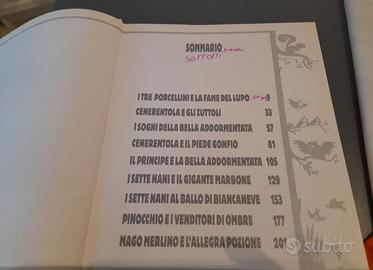 SOMMARIO
I TRE PORCELLINI E LA FAME DEL LUPO 9
CENERENTOLA E GLI ZUTTOLI 33
I SOGNI DELLA BELLA ADDORMENTATA 57
CENERENTOLA E IL PIEDE GONFIO 81
IL PRINCIPE E LA BELLA ADDORMENTATA 105
I SETTE NANI E IL GIGANTE MARBONE 129
I SETTE NANI AL BALLO DI BIANCANEVE 153
PINOCCHIO E I VENDITORI DI OMBRE 177
MAGO MERLINO E L'ALLEGRA POZIONE 201
subito